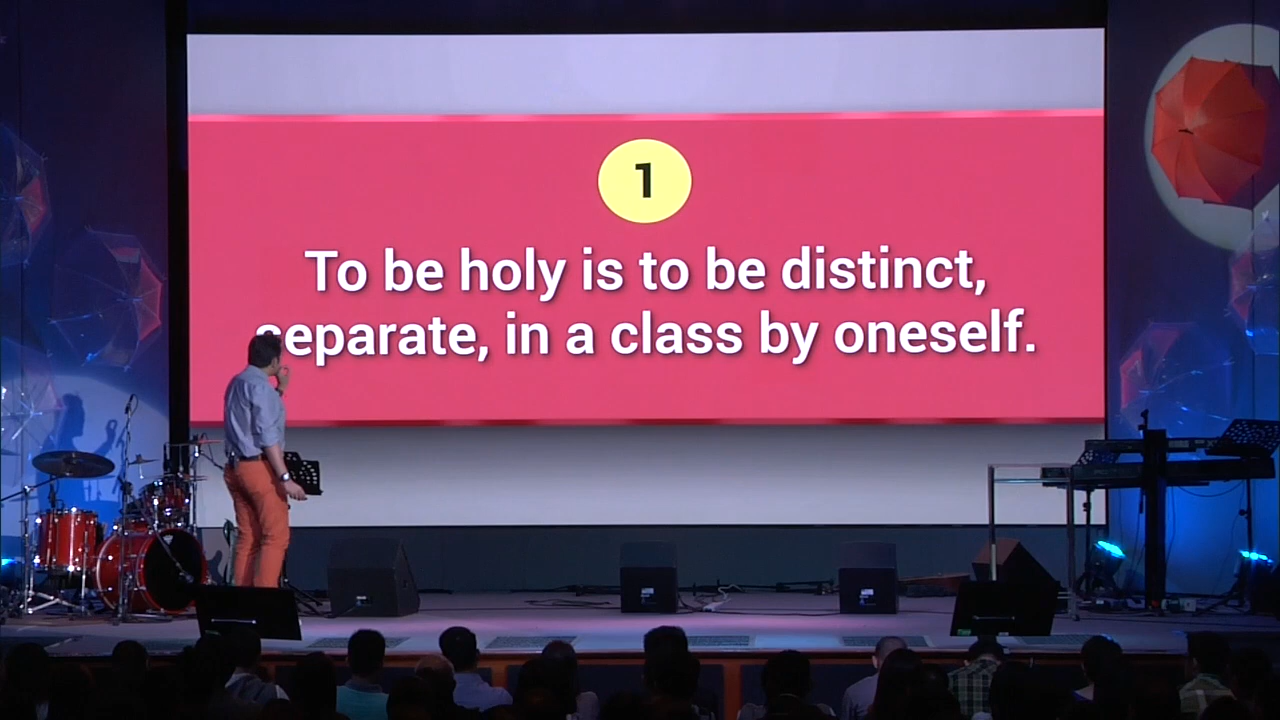 1
To be holy is to be distinct,
separate, in a class by oneself.